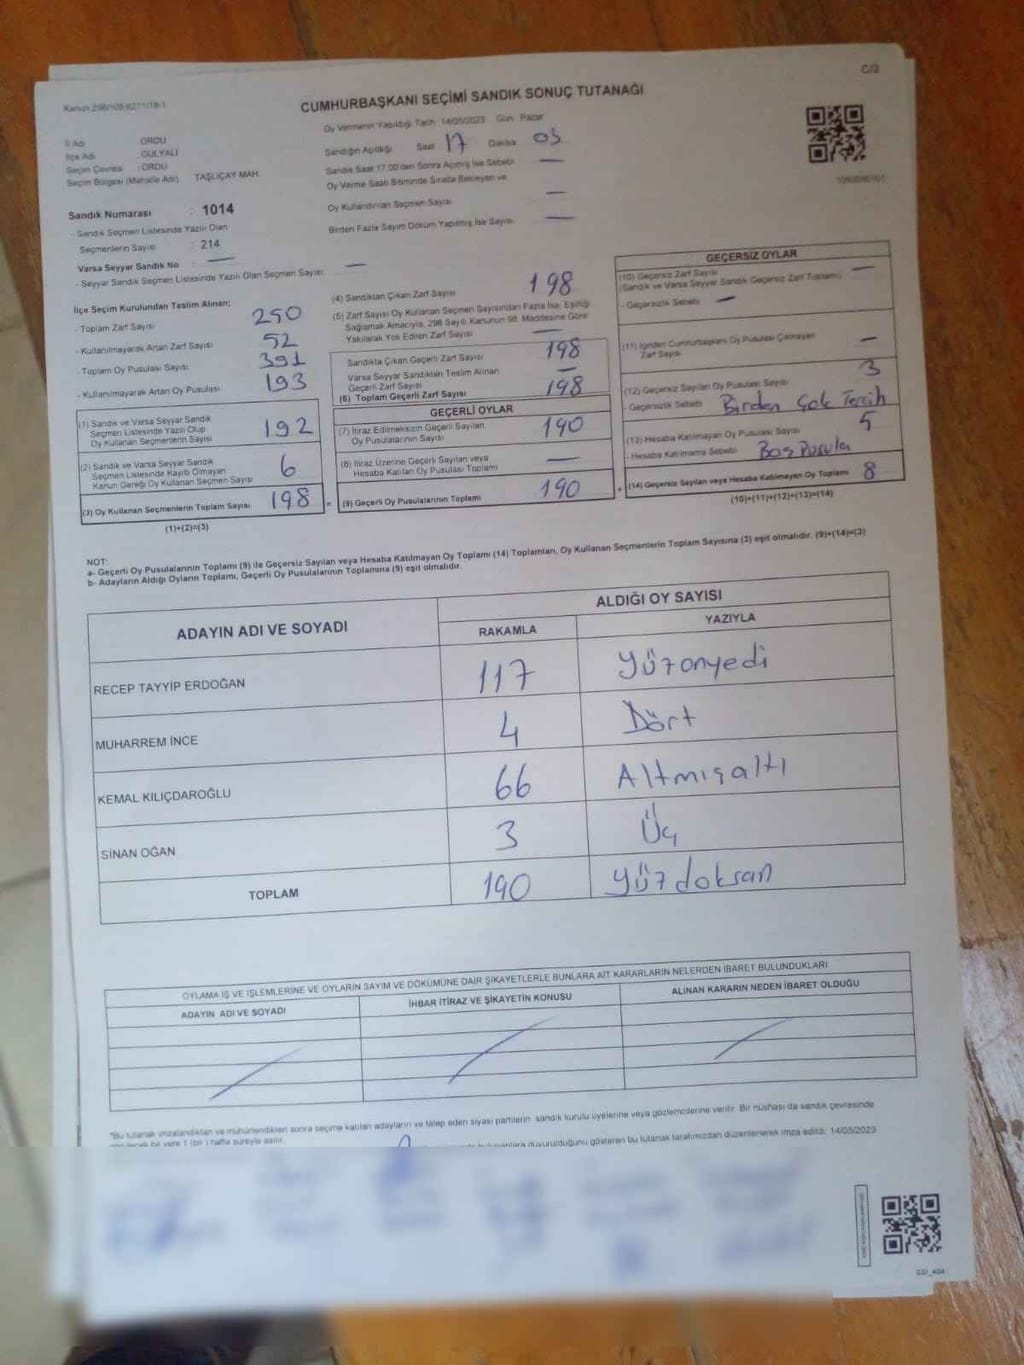 C/2
Kanun 298/105 6271/18-1
CUMHURBAŞKANI SEÇİMİ SANDIK SONUÇ TUTANAĞI
İl Adı : ORDU
İlçe Adı : GÜLYALI
Seçim Çevresi : ORDU
Seçim Bölgesi (Mahalle Adı) TAŞLIÇAY MAH.
Sandık Numarası : 1014
- Sandık Seçmen Listesinde Yazılı Olan
Seçmenlerin Sayısı : 214
Varsa Seyyar Sandık No : —
- Seyyar Sandık Seçmen Listesinde Yazılı Olan Seçmen Sayısı: —
Oy Vermenin Yapıldığı Tarih : 14/05/2023 Gün : Pazar
Sandığın Açıldığı Saat 17 Dakika 03
Sandık Saat 17.00'den Sonra Açılmış İse Sebebi —
Oy Verme Saati Bitiminde Sırada Bekleyen ve
Oy Kullandırılan Seçmen Sayısı —
Birden Fazla Sayım Döküm Yapılmış İse Sayısı —
İlçe Seçim Kurulundan Teslim Alınan;
- Toplam Zarf Sayısı 250
- Kullanılmayarak Artan Zarf Sayısı 52
- Toplam Oy Pusulası Sayısı 391
- Kullanılmayarak Artan Oy Pusulası 193
(1) Sandık ve Varsa Seyyar Sandık
Seçmen Listesinde Yazılı Olup
Oy Kullanan Seçmenlerin Sayısı 192
(2) Sandık ve Varsa Seyyar Sandık
Seçmen Listesinde Kayıtlı Olmayan
Kanun Gereği Oy Kullanan Seçmen Sayısı 6
(3) Oy Kullanan Seçmenlerin Toplam Sayısı 198
(1)+(2)=(3)
(4) Sandıktan Çıkan Zarf Sayısı 198
(5) Zarf Sayısı Oy Kullanan Seçmen Sayısından Fazla İse, Eşitliği
Sağlamak Amacıyla, 298 Sayılı Kanunun 98. Maddesine Göre
Yakılarak Yok Edilen Zarf Sayısı —
Sandıkta Çıkan Geçerli Zarf Sayısı 198
Varsa Seyyar Sandıktan Teslim Alınan
Geçerli Zarf Sayısı —
(6) Toplam Geçerli Zarf Sayısı 198
GEÇERLİ OYLAR
(7) İtiraz Edilmeksizin Geçerli Sayılan
Oy Pusulalarının Sayısı 190
(8) İtiraz Üzerine Geçerli Sayılan veya
Hesaba Katılan Oy Pusulası Toplamı —
= (9) Geçerli Oy Pusulalarının Toplamı 190
GEÇERSİZ OYLAR
(10) Geçersiz Zarf Sayısı
(Sandık ve Varsa Seyyar Sandık Geçersiz Zarf Toplamı) —
- Geçersizlik Sebebi —
(11) İçinden Cumhurbaşkanı Oy Pusulası Çıkmayan
Zarf Sayısı —
(12) Geçersiz Sayılan Oy Pusulası Sayısı 3
- Geçersizlik Sebebi Birden Çok Tercih
(13) Hesaba Katılmayan Oy Pusulası Sayısı 5
- Hesaba Katılmama Sebebi Boş Pusula
+ (14) Geçersiz Sayılan veya Hesaba Katılmayan Oy Toplamı 8
(10)+(11)+(12)+(13)=(14)
NOT:
a- Geçerli Oy Pusulalarının Toplamı (9) ile Geçersiz Sayılan veya Hesaba Katılmayan Oy Toplamı (14) Toplamları, Oy Kullanan Seçmenlerin Toplam Sayısına (3) eşit olmalıdır. (9)+(14)=(3)
b- Adayların Aldığı Oyların Toplamı, Geçerli Oy Pusulalarının Toplamına (9) eşit olmalıdır.
ADAYIN ADI VE SOYADI
ALDIĞI OY SAYISI
RAKAMLA YAZIYLA
RECEP TAYYİP ERDOĞAN 117 Yüzonyedi
MUHARREM İNCE 4 Dört
KEMAL KILIÇDAROĞLU 66 Altmışaltı
SİNAN OĞAN 3 Üç
TOPLAM 190 Yüzdoksan
OYLAMA İŞ VE İŞLEMLERİNE VE OYLARIN SAYIM VE DÖKÜMÜNE DAİR ŞİKAYETLERLE BUNLARA AİT KARARLARIN NELERDEN İBARET BULUNDUKLARI
ADAYIN ADI VE SOYADI İHBAR İTİRAZ VE ŞİKAYETİN KONUSU ALINAN KARARIN NEDEN İBARET OLDUĞU
*Bu tutanak imzalandıktan ve mühürlendikten sonra seçime katılan adayların ve talep eden siyasi partilerin sandık kurulu üyelerine veya gözlemcilerine verilir. Bir nüshası da sandık çevresinde
bir yere 1 (bir) hafta süreyle asılır. duyurulduğunu gösteren bu tutanak tarafımızdan düzenlenerek imza edildi. 14/05/2023